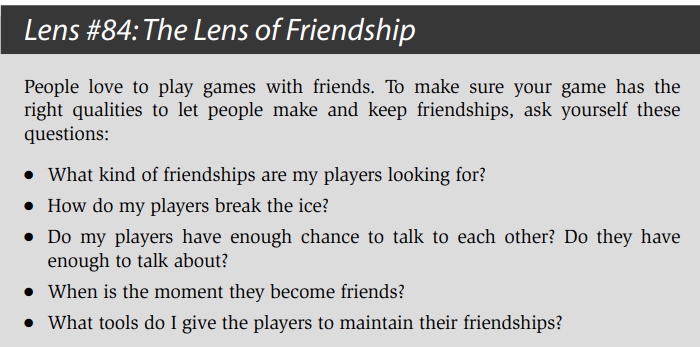 Lens #84: The Lens of Friendship
People love to play games with friends. To make sure your game has the
right qualities to let people make and keep friendships, ask yourself these
questions:
● What kind of friendships are my players looking for?
● How do my players break the ice?
● Do my players have enough chance to talk to each other? Do they have
enough to talk about?
● When is the moment they become friends?
● What tools do I give the players to maintain their friendships?